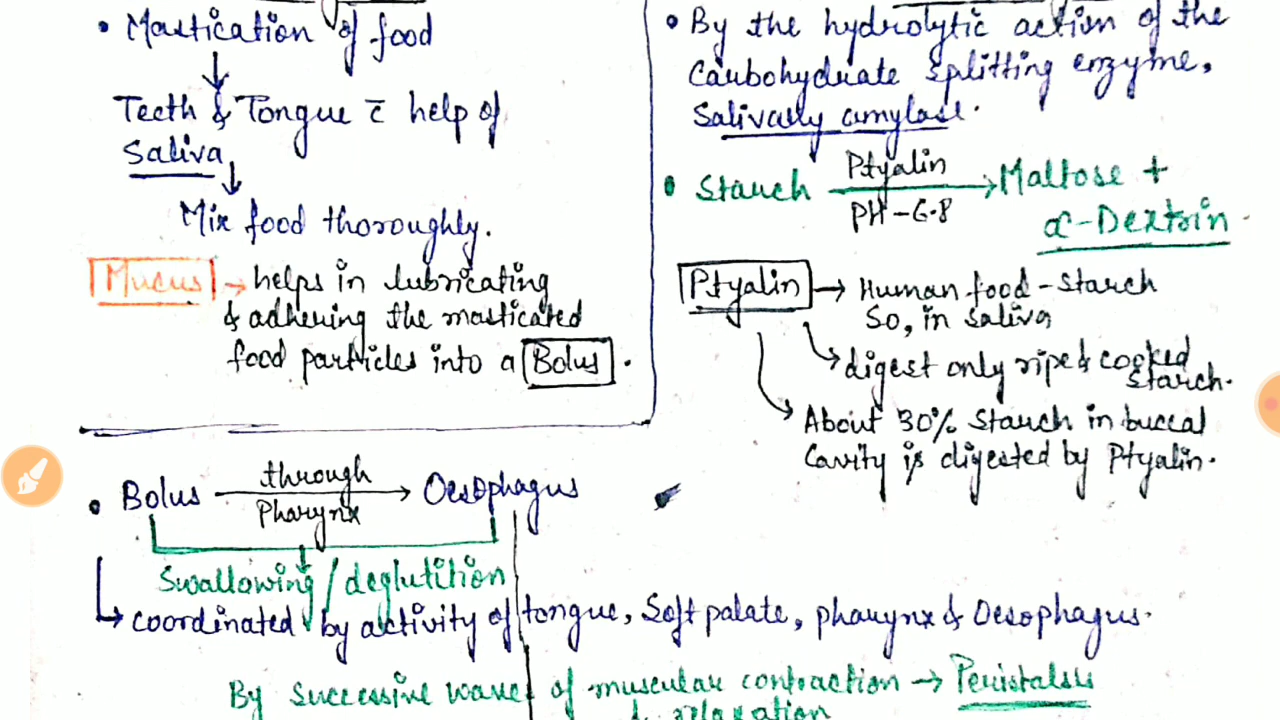 • Mastication of food
↓
Teeth & Tongue c̄ help of
Saliva
↓
Mix food thoroughly.
Mucus → helps in lubricating
& adhering the masticated
food particles into a Bolus.
• By the hydrolytic action of the
Carbohydrate splitting enzyme,
Salivary amylase.
• Starch Ptyalin → Maltose +
PH-6.8
α-Dextrin.
Ptyalin → Human food - starch
So, in saliva
→ digest only ripe & cooked
starch.
→ About 30% Starch in buccal
Cavity is digested by Ptyalin.
• Bolus through → Oesophagus
Pharynx
Swallowing / deglutition
↳ coordinated by activity of tongue, Soft palate, pharynx & Oesophagus.
By Successive waves of muscular contraction → Peristalsis
& relaxation